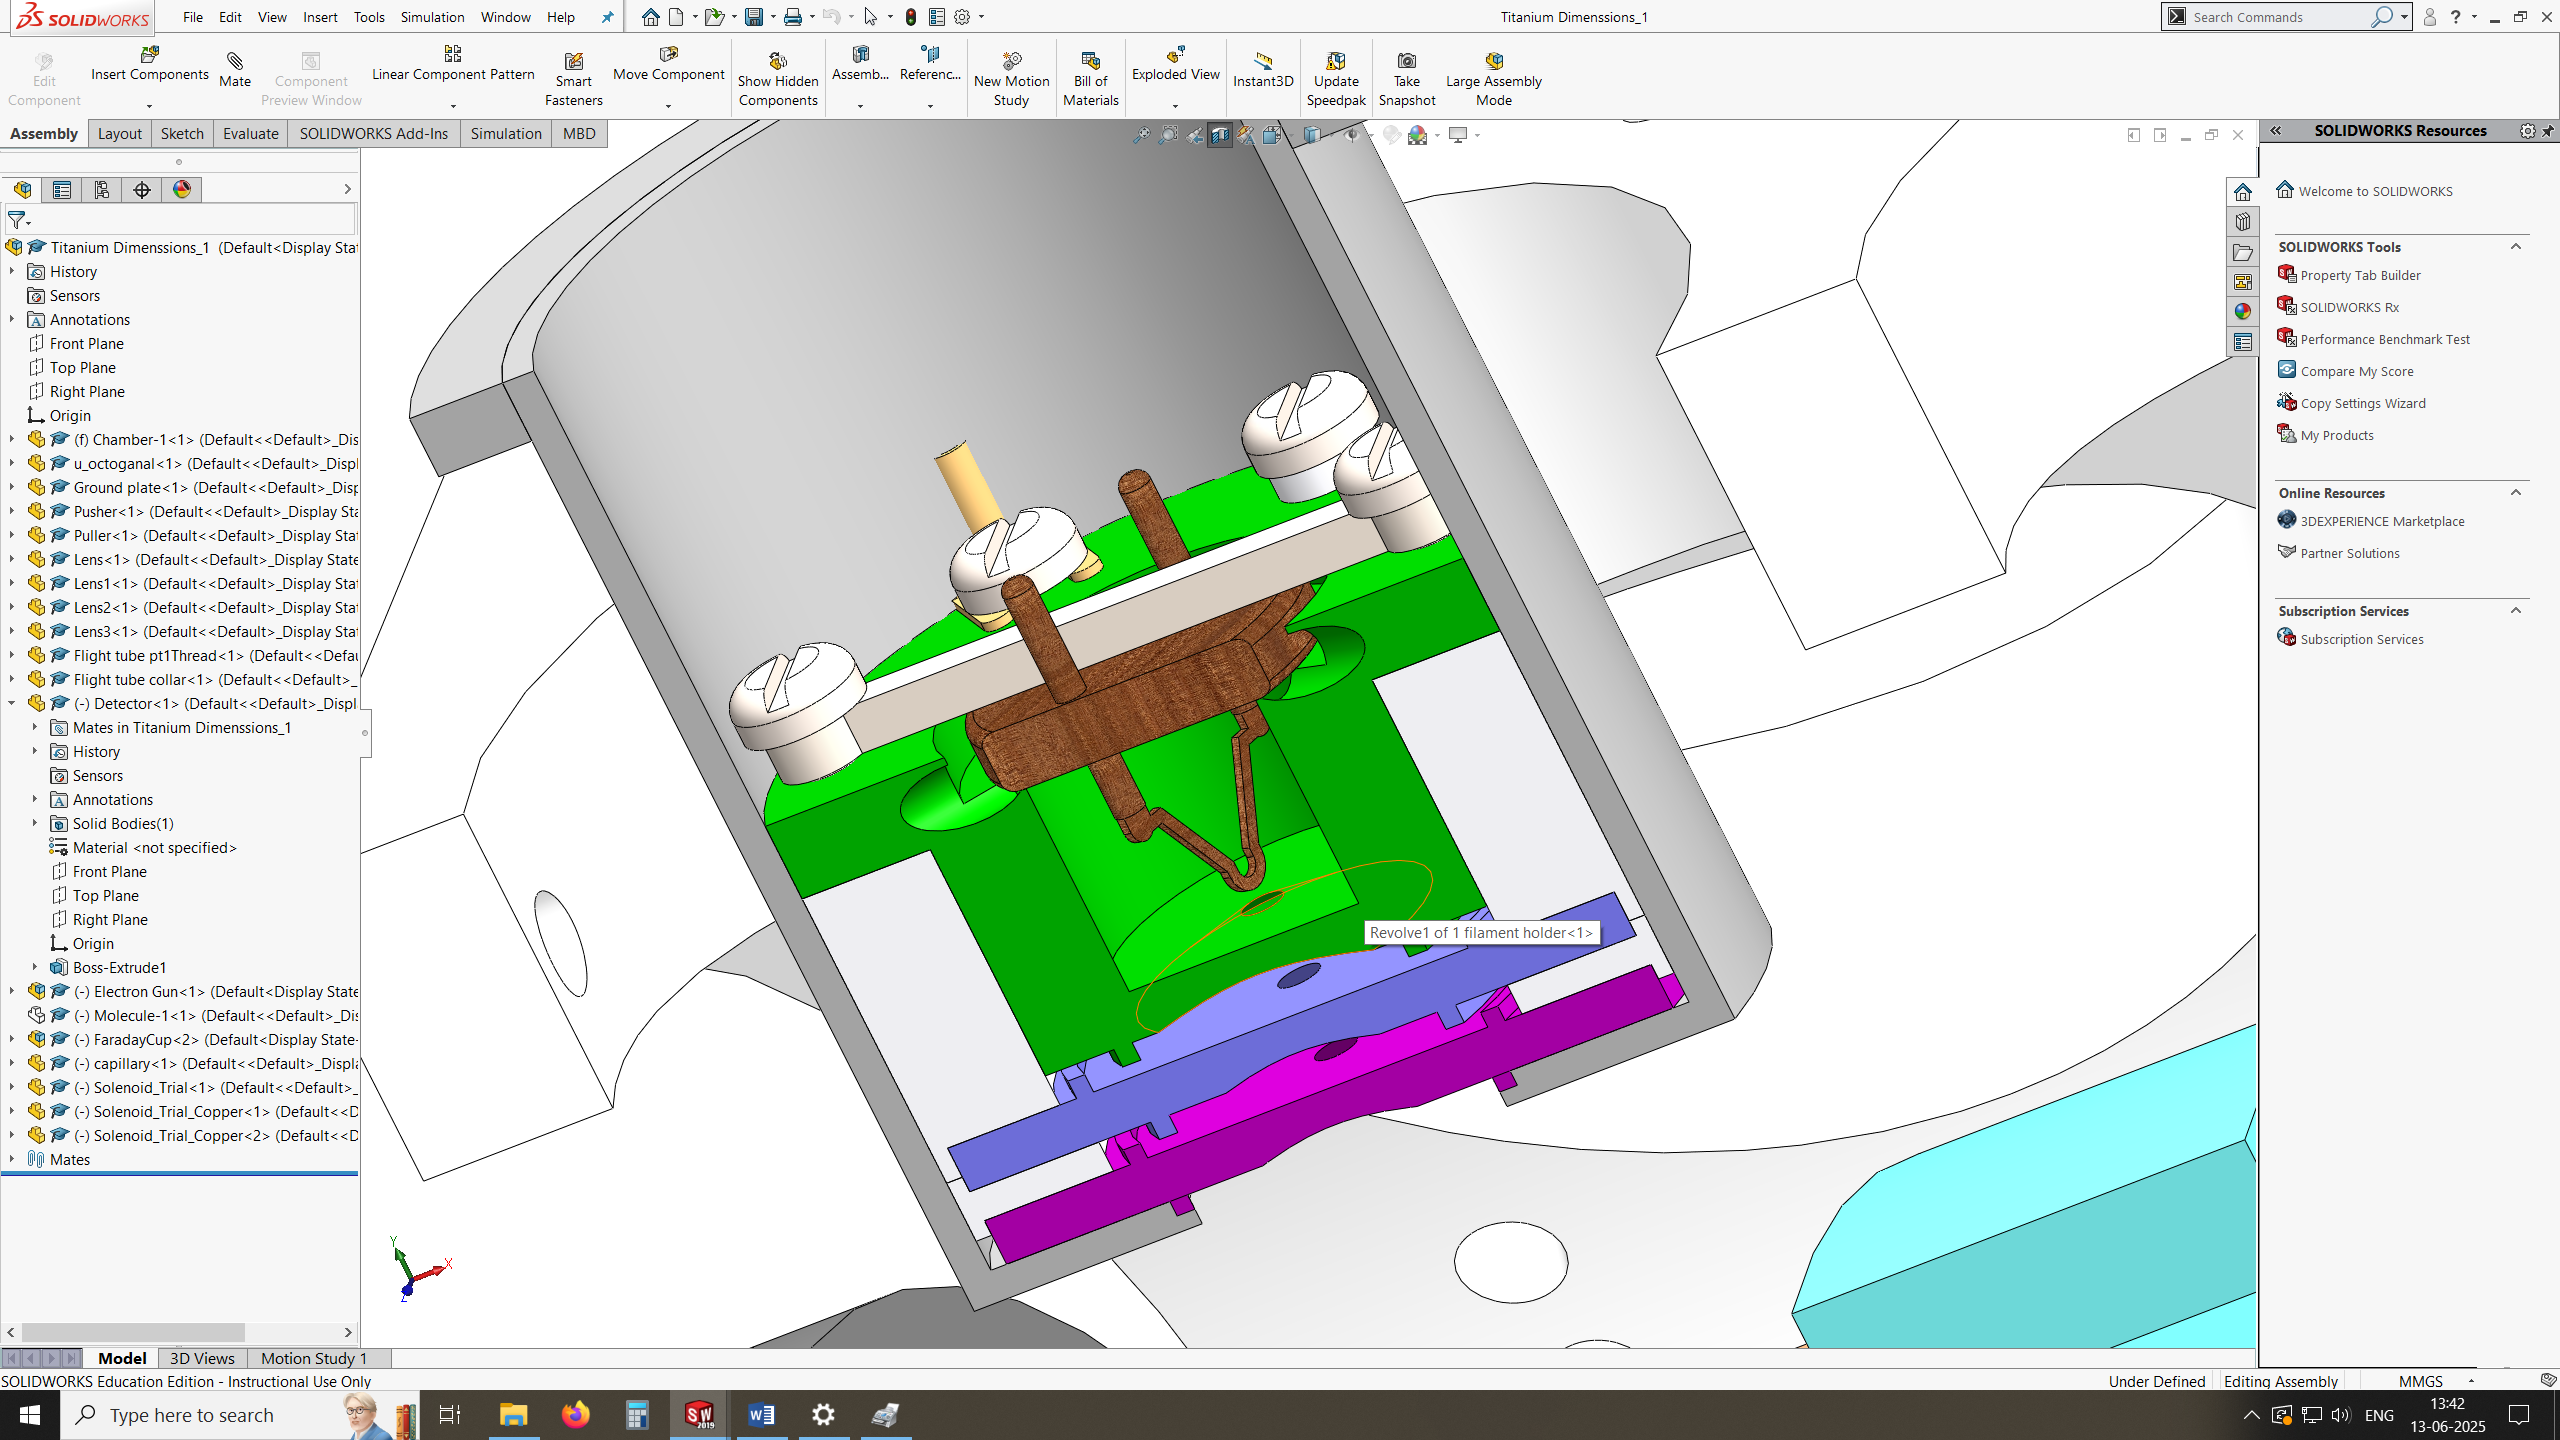 SOLIDWORKS
File Edit View Insert Tools Simulation Window Help
Titanium Dimenssions_1
Search Commands
Edit Component
Insert Components
Mate
Component Preview Window
Linear Component Pattern
Smart Fasteners
Move Component
Show Hidden Components
Assemb...
Referenc...
New Motion Study
Bill of Materials
Exploded View
Instant3D
Update Speedpak
Take Snapshot
Large Assembly Mode
Assembly Layout Sketch Evaluate SOLIDWORKS Add-Ins Simulation MBD
Titanium Dimenssions_1 (Default<Display Sta
History
Sensors
Annotations
Front Plane
Top Plane
Right Plane
Origin
(f) Chamber-1<1> (Default<<Default>_Dis
u_octoganal<1> (Default<<Default>_Displ
Ground plate<1> (Default<<Default>_Disp
Pusher<1> (Default<<Default>_Display Sta
Puller<1> (Default<<Default>_Display Stat
Lens<1> (Default<<Default>_Display State
Lens1<1> (Default<<Default>_Display Stat
Lens2<1> (Default<<Default>_Display Stat
Lens3<1> (Default<<Default>_Display Stat
Flight tube pt1Thread<1> (Default<<Defau
Flight tube collar<1> (Default<<Default>_
(-) Detector<1> (Default<<Default>_Displ
Mates in Titanium Dimenssions_1
History
Sensors
Annotations
Solid Bodies(1)
Material <not specified>
Front Plane
Top Plane
Right Plane
Origin
Boss-Extrude1
(-) Electron Gun<1> (Default<Display State
(-) Molecule-1<1> (Default<<Default>_Dis
(-) FaradayCup<2> (Default<Display State-
(-) capillary<1> (Default<<Default>_Displa
(-) Solenoid_Trial<1> (Default<<Default>_
(-) Solenoid_Trial_Copper<1> (Default<<D
(-) Solenoid_Trial_Copper<2> (Default<<D
Mates
Revolve1 of 1 filament holder<1>
Y
X
Z
SOLIDWORKS Resources
Welcome to SOLIDWORKS
SOLIDWORKS Tools
Property Tab Builder
SOLIDWORKS Rx
Performance Benchmark Test
Compare My Score
Copy Settings Wizard
My Products
Online Resources
3DEXPERIENCE Marketplace
Partner Solutions
Subscription Services
Subscription Services
Model 3D Views Motion Study 1
SOLIDWORKS Education Edition - Instructional Use Only
Under Defined Editing Assembly MMGS
Type here to search
SW 2019
ENG
13:42
13-06-2025